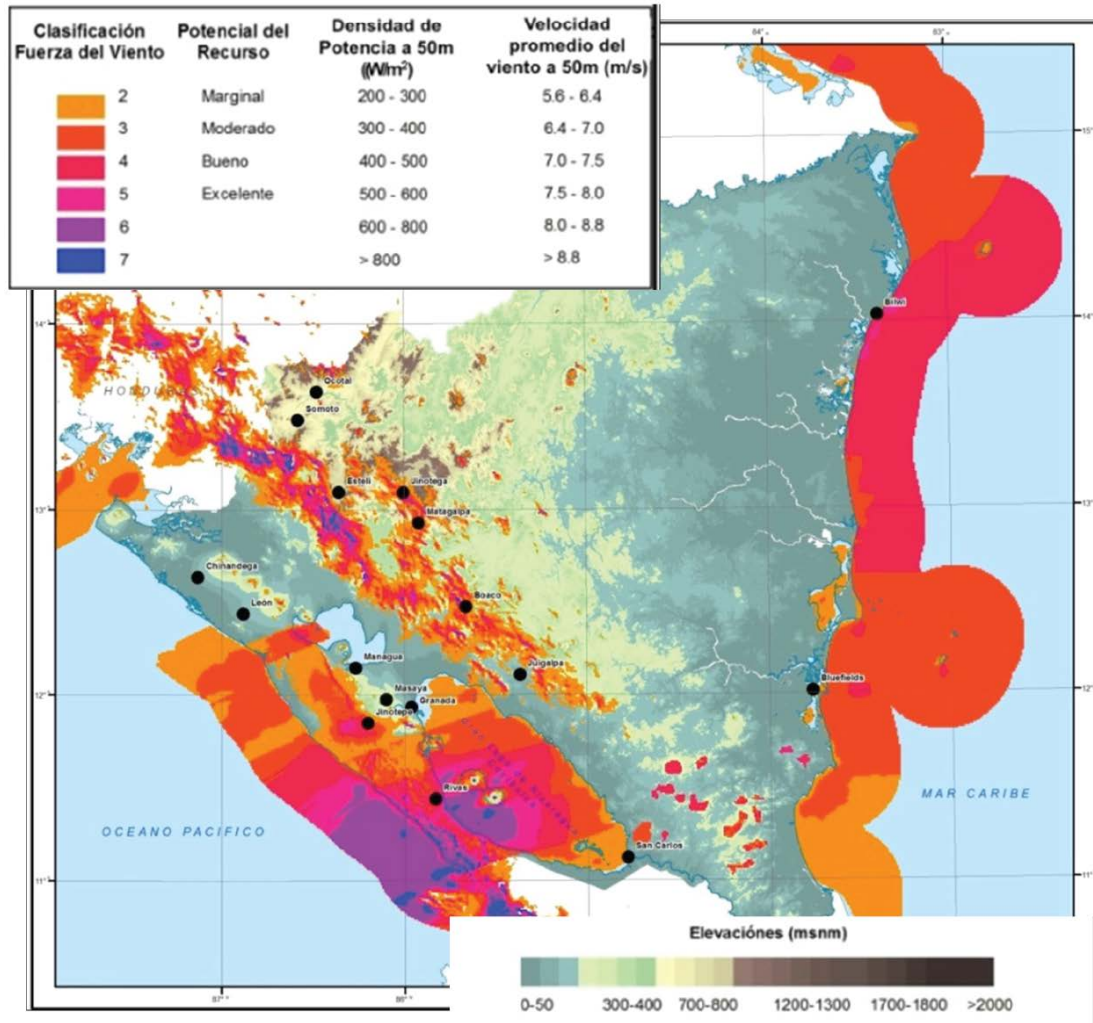 Clasificación Fuerza del Viento
Potencial del Recurso
Densidad de Potencia a 50m (W/m²)
Velocidad promedio del viento a 50m (m/s)
2 Marginal 200 - 300 5.6 - 6.4
3 Moderado 300 - 400 6.4 - 7.0
4 Bueno 400 - 500 7.0 - 7.5
5 Excelente 500 - 600 7.5 - 8.0
6 600 - 800 8.0 - 8.8
7 > 800 > 8.8
84°
83°
15°
14°
14°
Bilwi
Ocotal
HONDURAS
Somoto
Esteli
Jinotega
13°
13°
Matagalpa
Chinandega
León
Boaco
Managua
Juigalpa
Masaya
Bluefields
12°
12°
Granada
Jinotepe
Rivas
MAR CARIBE
OCEANO PACIFICO
San Carlos
11°
11°
87°
86°
Elevaciónes (msnm)
0-50 300-400 700-800 1200-1300 1700-1800 >2000